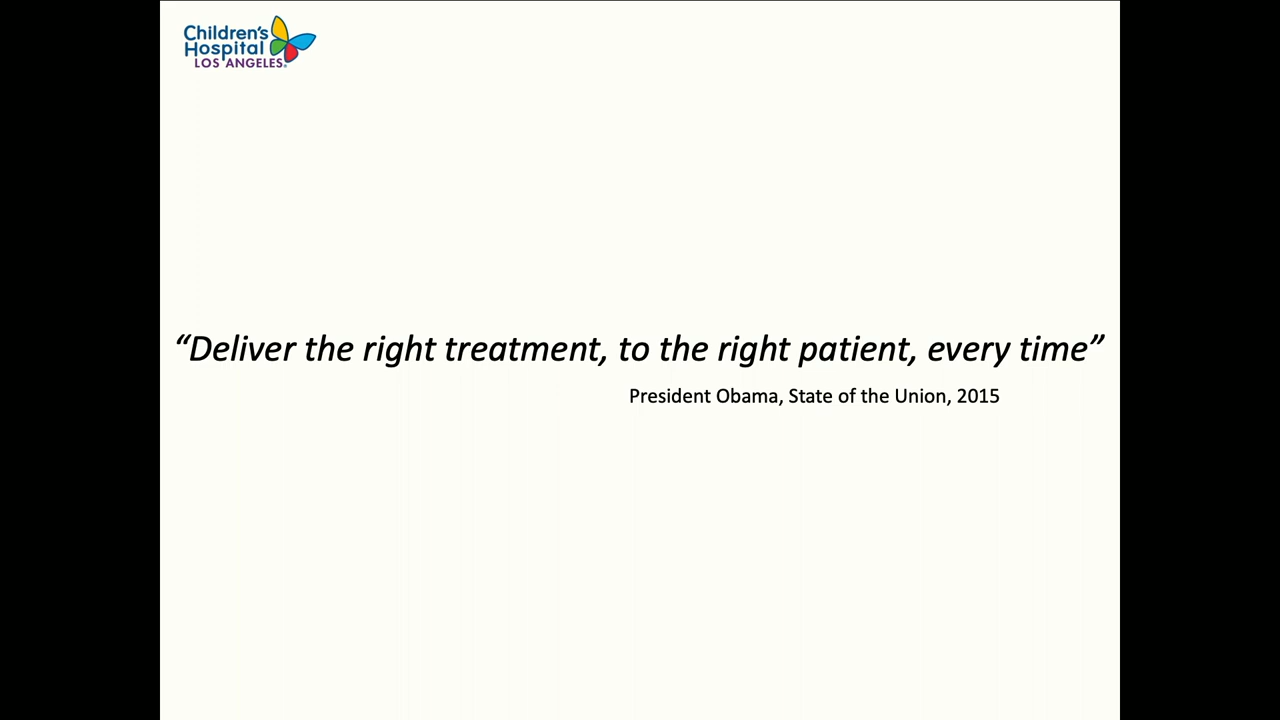 Children's
Hospital
LOS ANGELES®
“Deliver the right treatment, to the right patient, every time”
President Obama, State of the Union, 2015